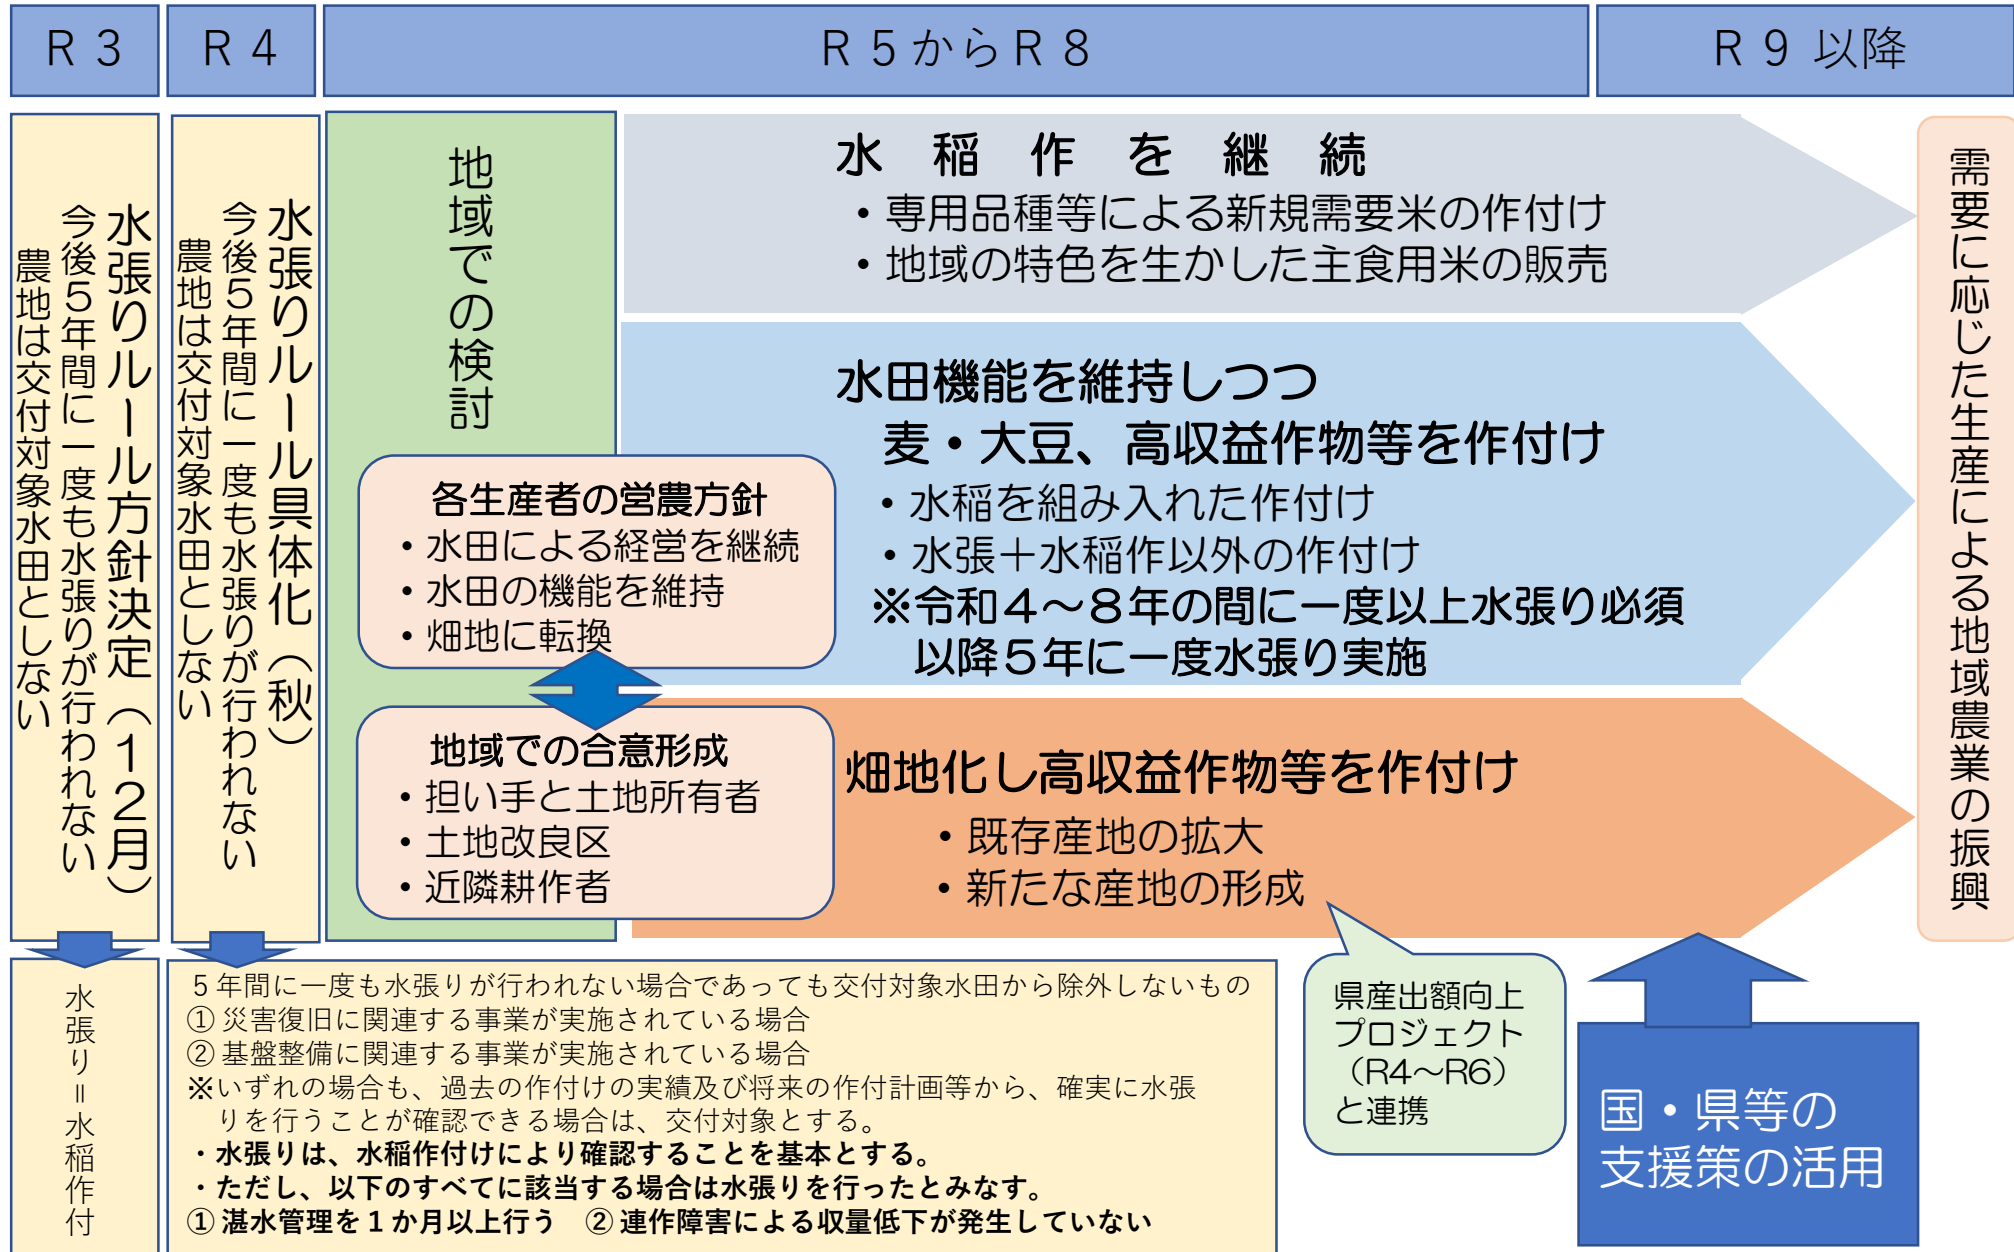 R 3
R 4
R 5 からR 8
R 9 以降
水張りルール方針決定（12月）
今後5年間に一度も水張りが行われない
農地は交付対象水田としない
水張りルール具体化（秋）
今後5年間に一度も水張りが行われない
農地は交付対象水田としない
地域での検討
各生産者の営農方針
・水田による経営を継続
・水田の機能を維持
・畑地に転換
地域での合意形成
・担い手と土地所有者
・土地改良区
・近隣耕作者
水 稲 作 を 継 続
・専用品種等による新規需要米の作付け
・地域の特色を生かした主食用米の販売
水田機能を維持しつつ
麦・大豆、高収益作物等を作付け
・水稲を組み入れた作付け
・水張＋水稲作以外の作付け
※令和4～8年の間に一度以上水張り必須
以降5年に一度水張り実施
畑地化し高収益作物等を作付け
・既存産地の拡大
・新たな産地の形成
需要に応じた生産による地域農業の振興
水張り＝水稲作付
5年間に一度も水張りが行われない場合であっても交付対象水田から除外しないもの
①災害復旧に関連する事業が実施されている場合
②基盤整備に関連する事業が実施されている場合
※いずれの場合も、過去の作付けの実績及び将来の作付計画等から、確実に水張
りを行うことが確認できる場合は、交付対象とする。
・水張りは、水稲作付けにより確認することを基本とする。
・ただし、以下のすべてに該当する場合は水張りを行ったとみなす。
①湛水管理を1か月以上行う ②連作障害による収量低下が発生していない
県産出額向上
プロジェクト
（R4～R6）
と連携
国・県等の
支援策の活用